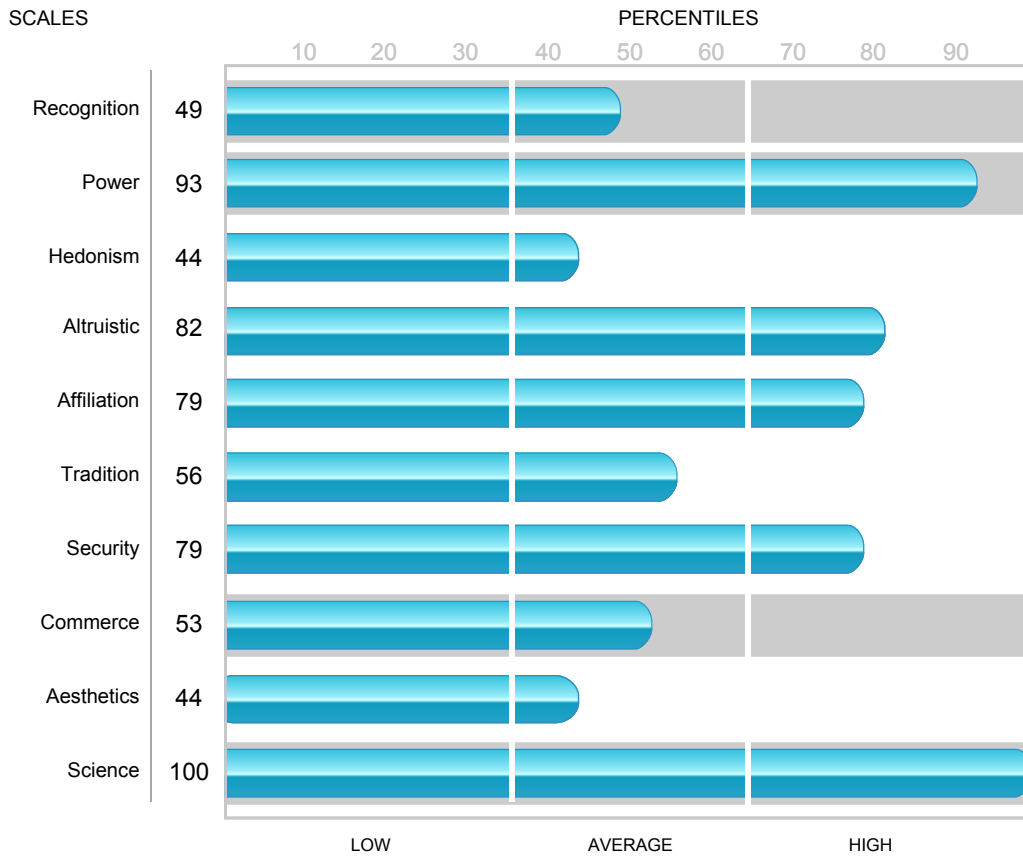 SCALES PERCENTILES
10 20 30 40 50 60 70 80 90
Recognition 49
Power 93
Hedonism 44
Altruistic 82
Affiliation 79
Tradition 56
Security 79
Commerce 53
Aesthetics 44
Science 100
LOW AVERAGE HIGH